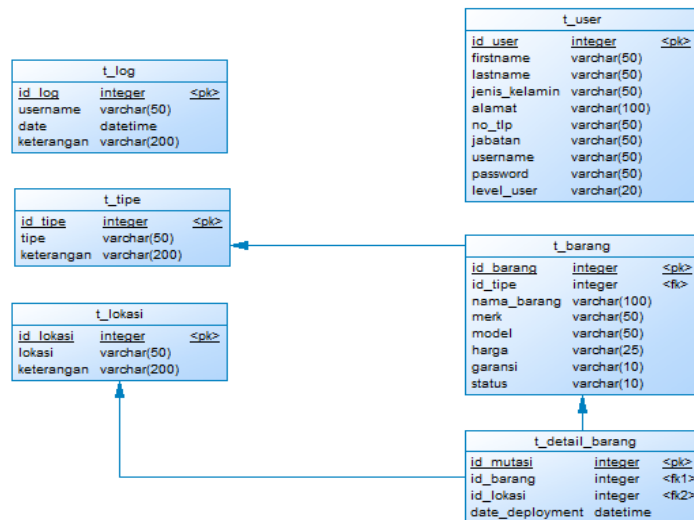 t_user
id_user integer <pk>
firstname varchar(50)
lastname varchar(50)
jenis_kelamin varchar(50)
alamat varchar(100)
no_tlp varchar(50)
jabatan varchar(50)
username varchar(50)
password varchar(50)
level_user varchar(20)
t_log
id_log integer <pk>
username varchar(50)
date datetime
keterangan varchar(200)
t_tipe
id_tipe integer <pk>
tipe varchar(50)
keterangan varchar(200)
t_barang
id_barang integer <pk>
id_tipe integer <fk>
nama_barang varchar(100)
merk varchar(50)
model varchar(50)
harga varchar(25)
garansi varchar(10)
status varchar(10)
t_lokasi
id_lokasi integer <pk>
lokasi varchar(50)
keterangan varchar(200)
t_detail_barang
id_mutasi integer <pk>
id_barang integer <fk1>
id_lokasi integer <fk2>
date_deployment datetime